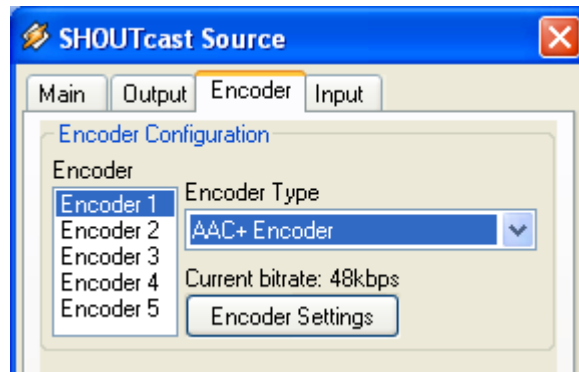 SHOUTcast Source
Main Output Encoder Input
Encoder Configuration
Encoder
Encoder 1
Encoder 2
Encoder 3
Encoder 4
Encoder 5
Encoder Type
AAC+ Encoder
Current bitrate: 48kbps
Encoder Settings